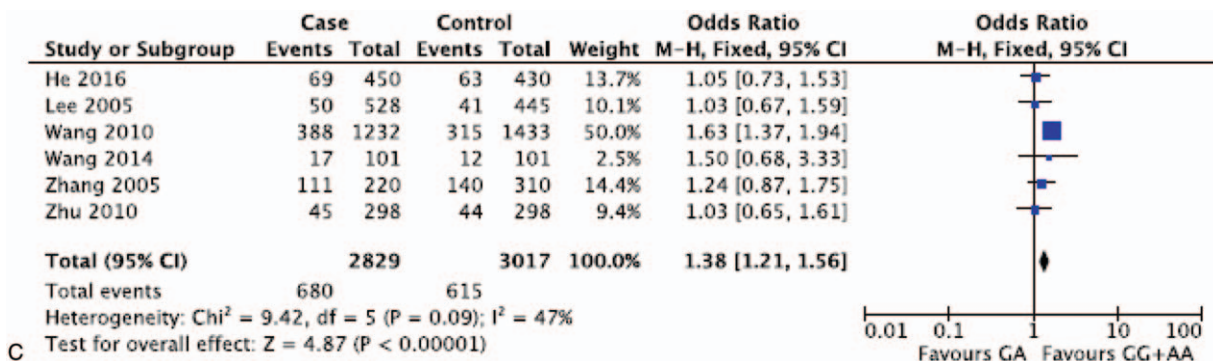 Case Control Odds Ratio Odds Ratio
Study or Subgroup Events Total Events Total Weight M-H, Fixed, 95% CI M-H, Fixed, 95% CI
He 2016 69 450 63 430 13.7% 1.05 [0.73, 1.53]
Lee 2005 50 528 41 445 10.1% 1.03 [0.67, 1.59]
Wang 2010 388 1232 315 1433 50.0% 1.63 [1.37, 1.94]
Wang 2014 17 101 12 101 2.5% 1.50 [0.68, 3.33]
Zhang 2005 111 220 140 310 14.4% 1.24 [0.87, 1.75]
Zhu 2010 45 298 44 298 9.4% 1.03 [0.65, 1.61]
Total (95% CI) 2829 3017 100.0% 1.38 [1.21, 1.56]
Total events 680 615
Heterogeneity: Chi² = 9.42, df = 5 (P = 0.09); I² = 47%
0.01 0.1 1 10 100
C Test for overall effect: Z = 4.87 (P < 0.00001)
Favours GA Favours GG+AA